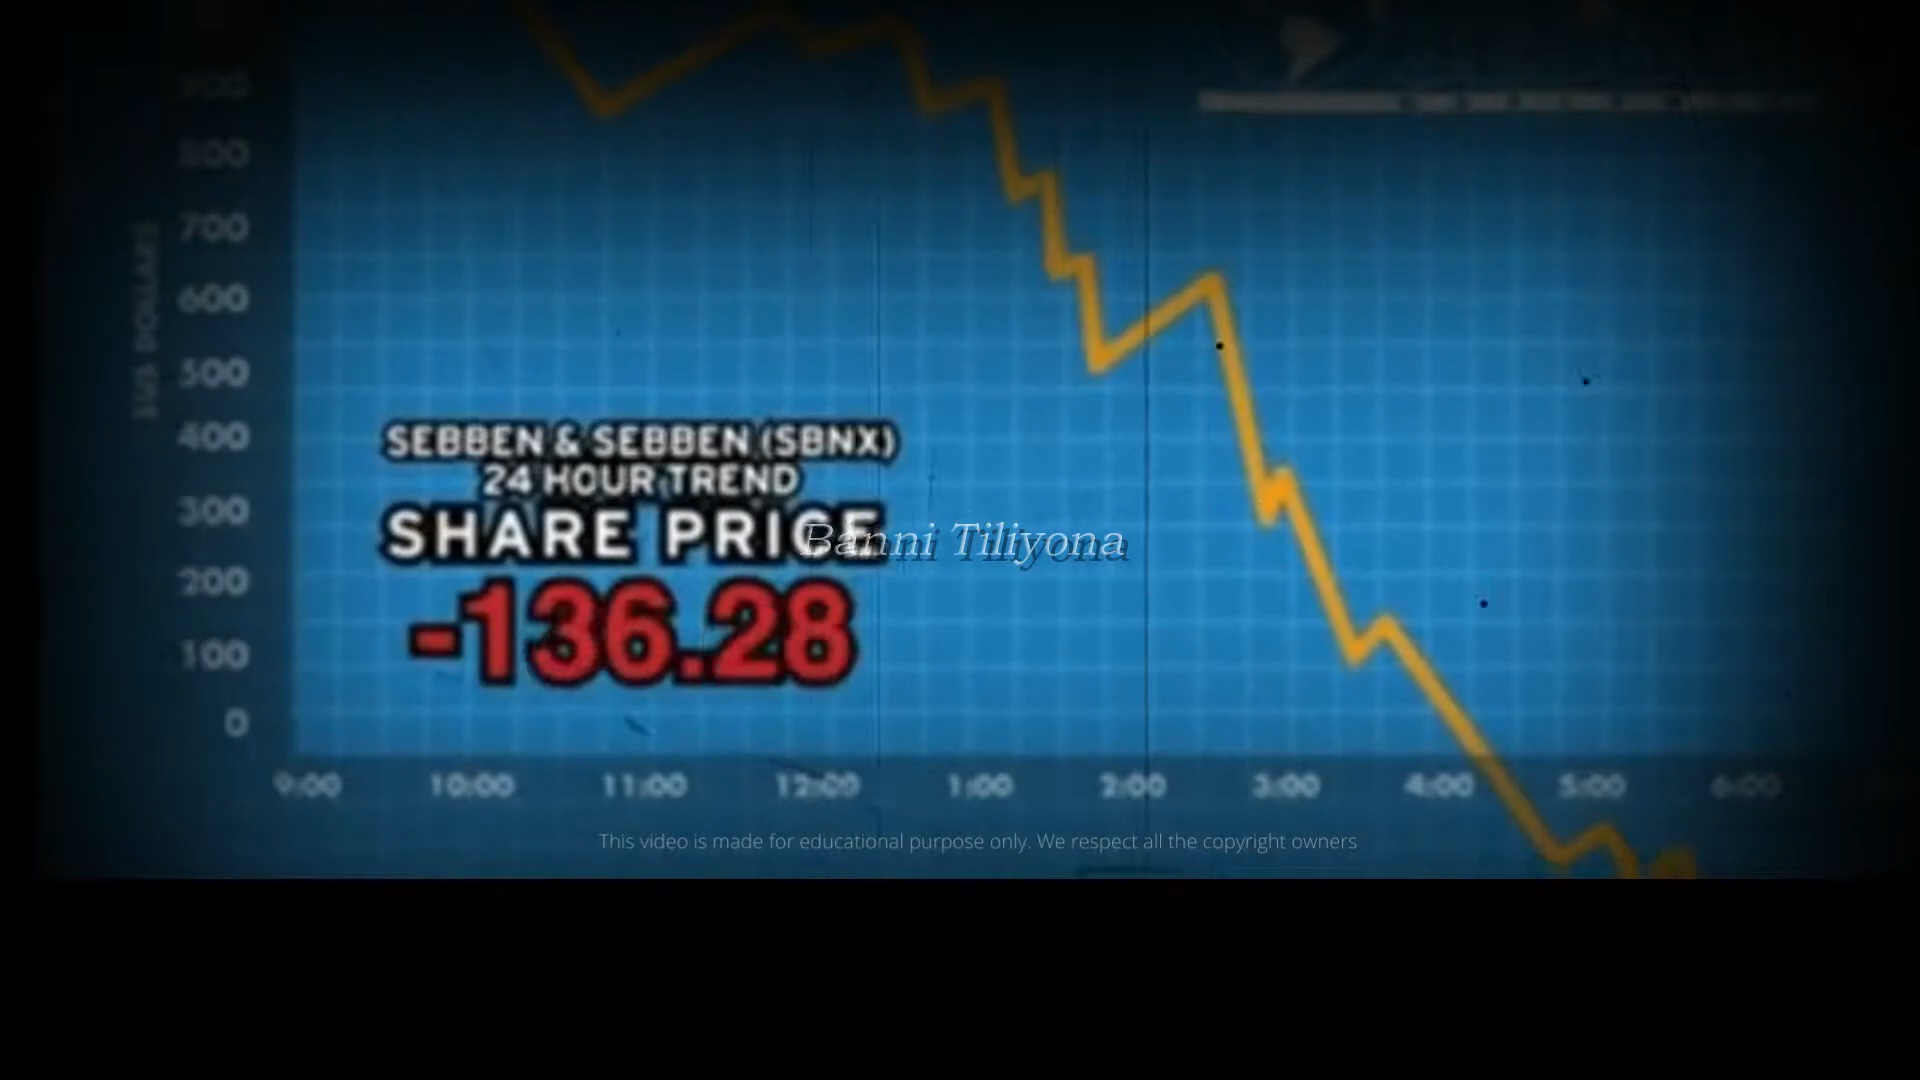 900
800
700
600
500
400
300
200
100
0
$US DOLLARS
SEBBEN & SEBBEN (SBNX)
24 HOUR TREND
SHARE PRICE
-136.28
Banni Tiliyona
9:00 10:00 11:00 12:00 1:00 2:00 3:00 4:00 5:00 6:00
This video is made for educational purpose only. We respect all the copyright owners